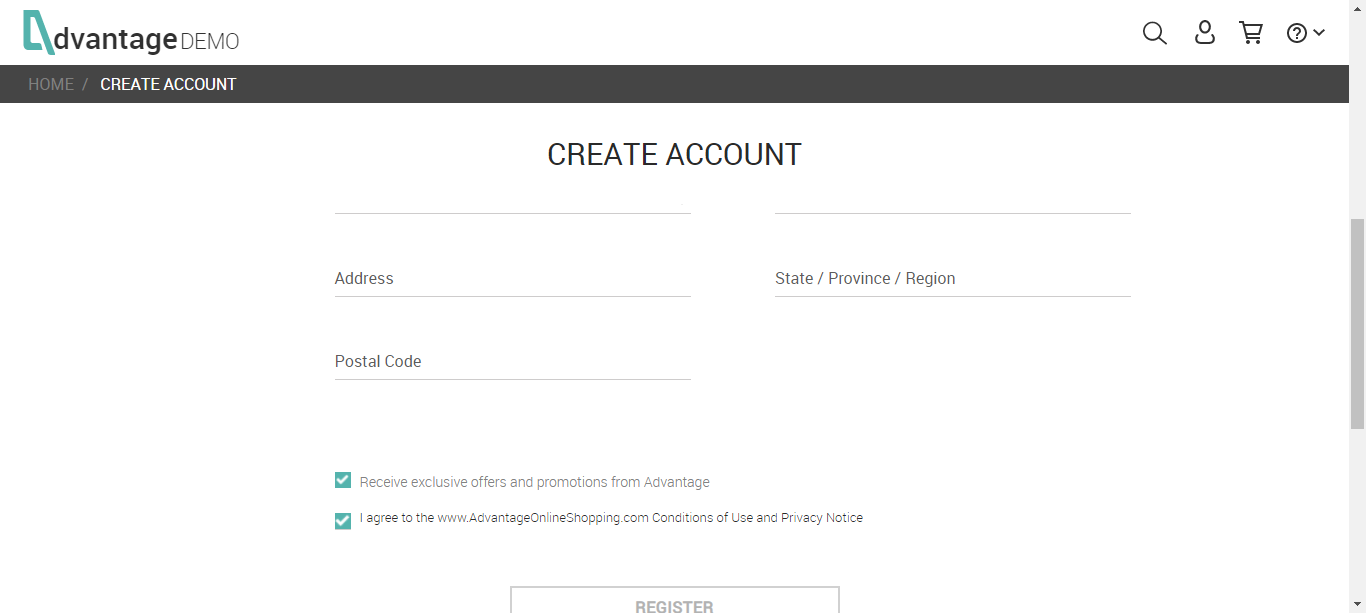 dvantage DEMO
HOME / CREATE ACCOUNT
CREATE ACCOUNT
Address
State / Province / Region
Postal Code
Receive exclusive offers and promotions from Advantage
I agree to the www.AdvantageOnlineShopping.com Conditions of Use and Privacy Notice
REGISTER